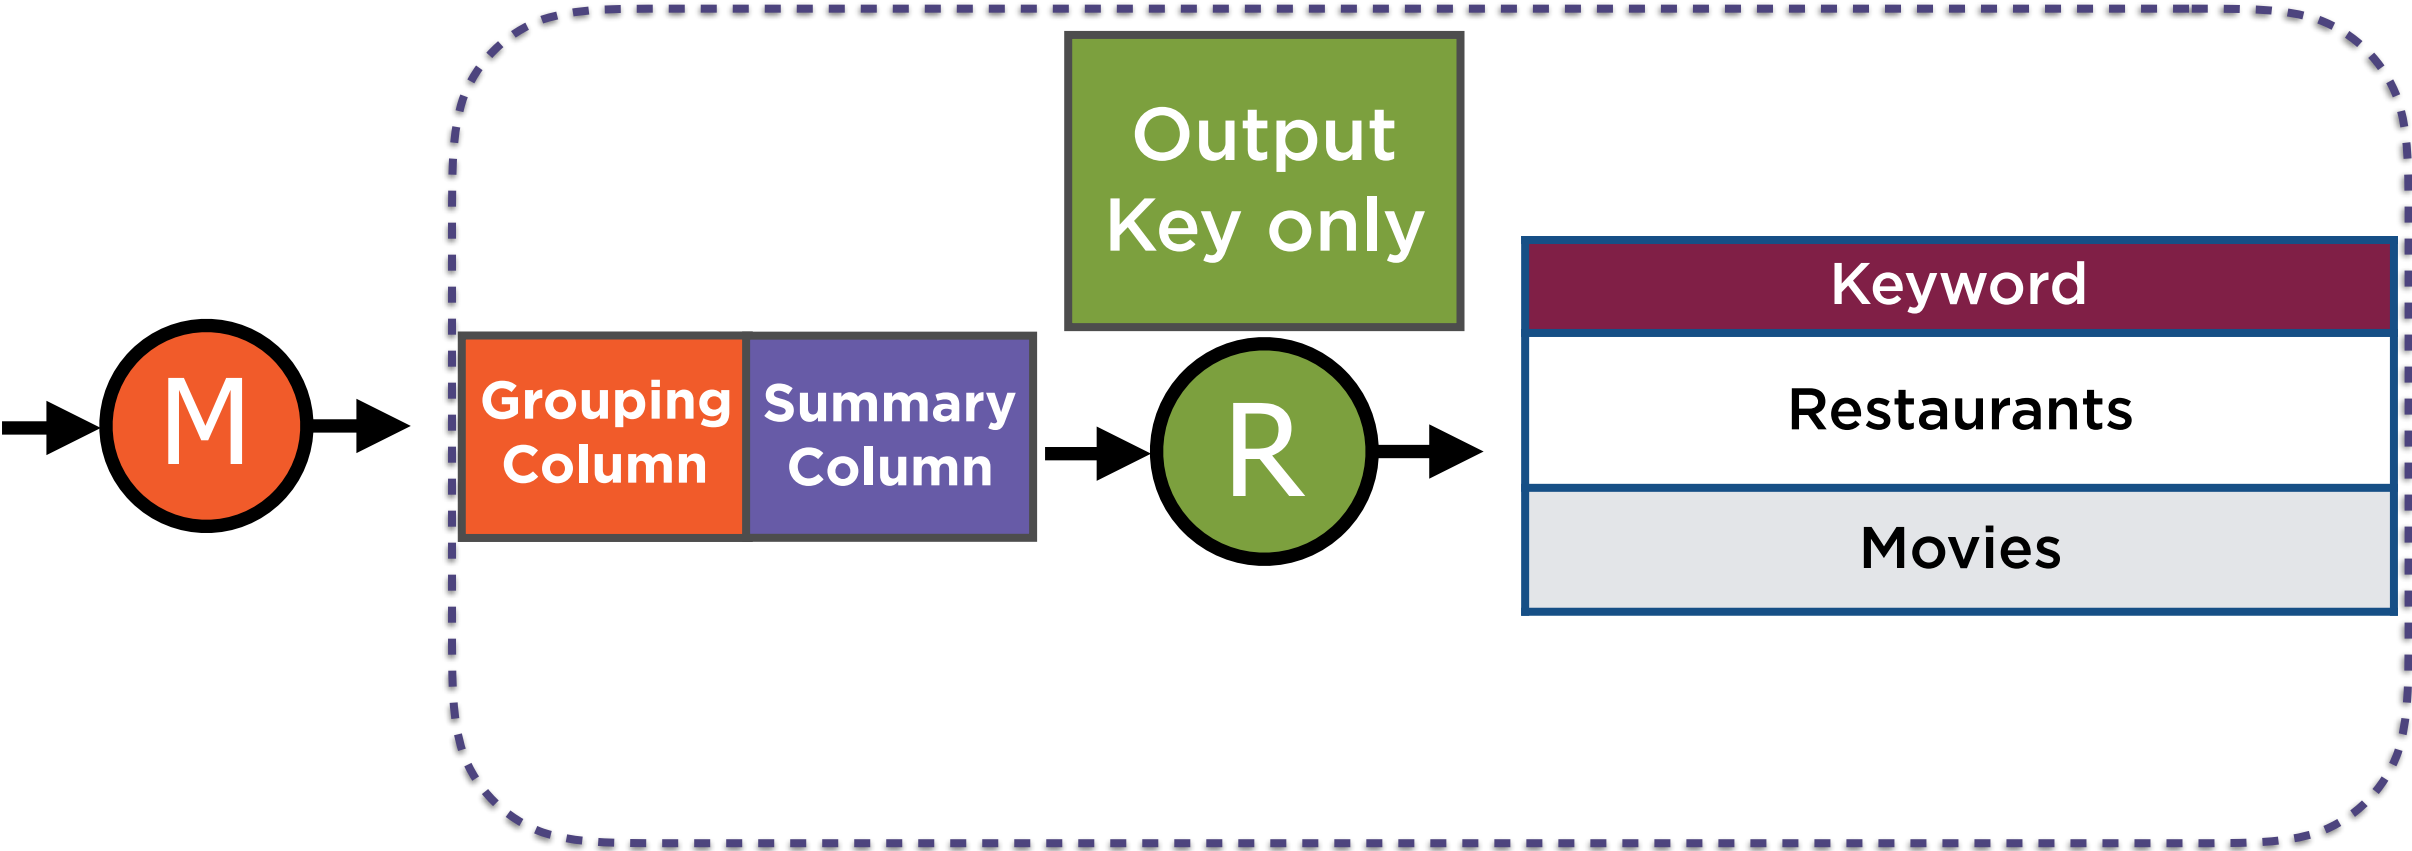 M
Grouping
Column
Summary
Column
Output
Key only
R
Keyword
Restaurants
Movies